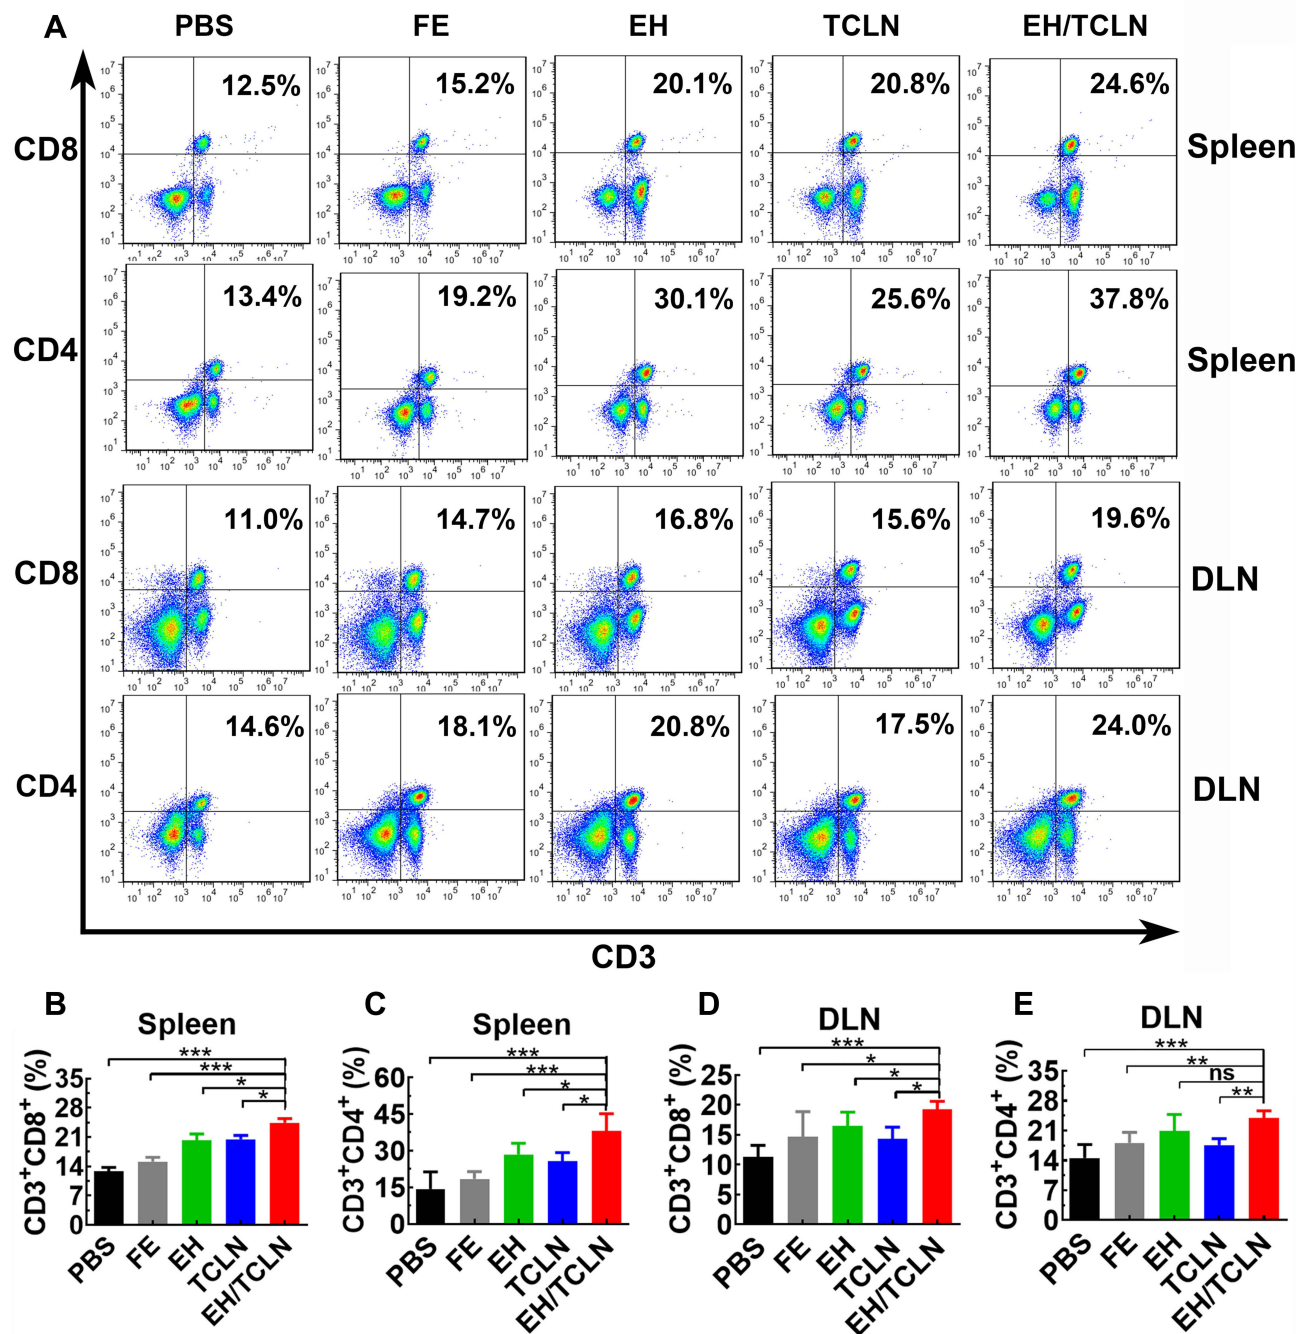 A
PBS FE EH TCLN EH/TCLN
CD8 12.5% 15.2% 20.1% 20.8% 24.6% Spleen
CD4 13.4% 19.2% 30.1% 25.6% 37.8% Spleen
CD8 11.0% 14.7% 16.8% 15.6% 19.6% DLN
CD4 14.6% 18.1% 20.8% 17.5% 24.0% DLN
CD3
B
Spleen
CD3⁺CD8⁺ (%)
35
28
21
14
7
0
***
***
*
*
PBS FE EH TCLN EH/TCLN
C
Spleen
CD3⁺CD4⁺ (%)
60
45
30
15
0
***
***
*
*
PBS FE EH TCLN EH/TCLN
D
DLN
CD3⁺CD8⁺ (%)
25
20
15
10
5
0
***
*
*
*
PBS FE EH TCLN EH/TCLN
E
DLN
CD3⁺CD4⁺ (%)
35
28
21
14
7
0
***
**
ns
**
PBS FE EH TCLN EH/TCLN